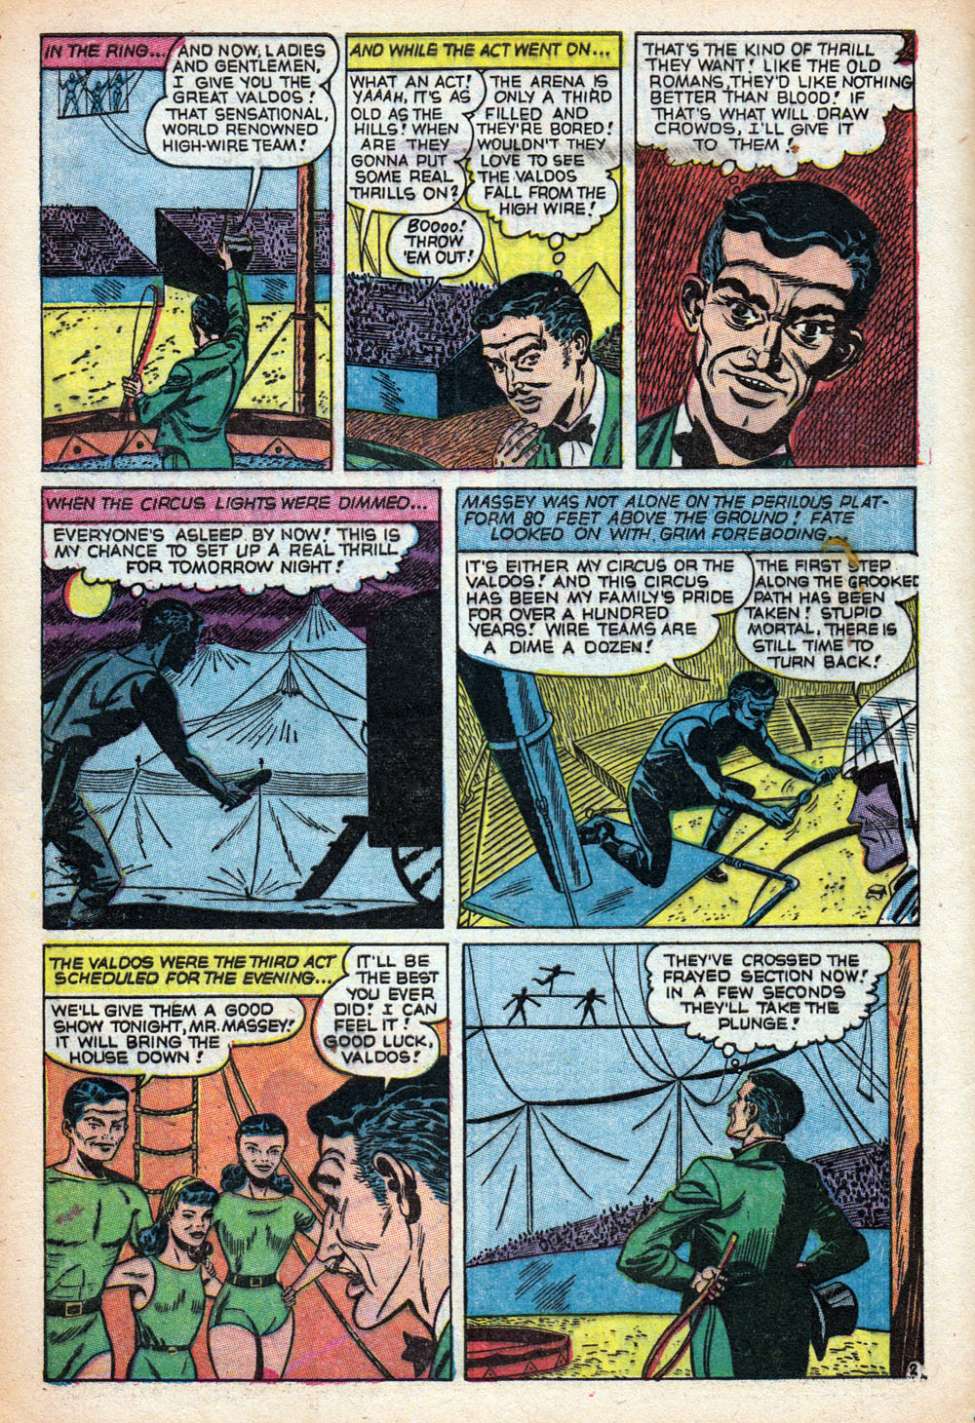 IN THE RING...
AND NOW, LADIES
AND GENTLEMEN,
I GIVE YOU THE
GREAT VALDOS!
THAT SENSATIONAL,
WORLD RENOWNED
HIGH-WIRE TEAM!
AND WHILE THE ACT WENT ON...
WHAT AN ACT!
YAAAH, IT'S AS
OLD AS THE
HILLS! WHEN
ARE THEY
GONNA PUT
SOME REAL
THRILLS ON?
BOOOO!
THROW
'EM OUT!
THE ARENA IS
ONLY A THIRD
FILLED AND
THEY'RE BORED!
WOULDN'T THEY
LOVE TO SEE
THE VALDOS
FALL FROM THE
HIGH WIRE!
THAT'S THE KIND OF THRILL
THEY WANT! LIKE THE OLD
ROMANS, THEY'D LIKE NOTHING
BETTER THAN BLOOD! IF
THAT'S WHAT WILL DRAW
CROWDS, I'LL GIVE IT
TO THEM!
WHEN THE CIRCUS LIGHTS WERE DIMMED...
EVERYONE'S ASLEEP BY NOW! THIS IS
MY CHANCE TO SET UP A REAL THRILL
FOR TOMORROW NIGHT!
MASSEY WAS NOT ALONE ON THE PERILOUS PLAT-
FORM 80 FEET ABOVE THE GROUND! FATE
LOOKED ON WITH GRIM FOREBODING...
IT'S EITHER MY CIRCUS OR THE
VALDOS! AND THIS CIRCUS
HAS BEEN MY FAMILY'S PRIDE
FOR OVER A HUNDRED
YEARS! WIRE TEAMS ARE
A DIME A DOZEN!
THE FIRST STEP
ALONG THE CROOKED
PATH HAS BEEN
TAKEN! STUPID
MORTAL, THERE IS
STILL TIME TO
TURN BACK!
THE VALDOS WERE THE THIRD ACT
SCHEDULED FOR THE EVENING...
WE'LL GIVE THEM A GOOD
SHOW TONIGHT, MR. MASSEY!
IT WILL BRING THE
HOUSE DOWN!
IT'LL BE
THE BEST
YOU EVER
DID! I CAN
FEEL IT!
GOOD LUCK,
VALDOS!
THEY'VE CROSSED THE
FRAYED SECTION NOW!
IN A FEW SECONDS
THEY'LL TAKE THE
PLUNGE!
2